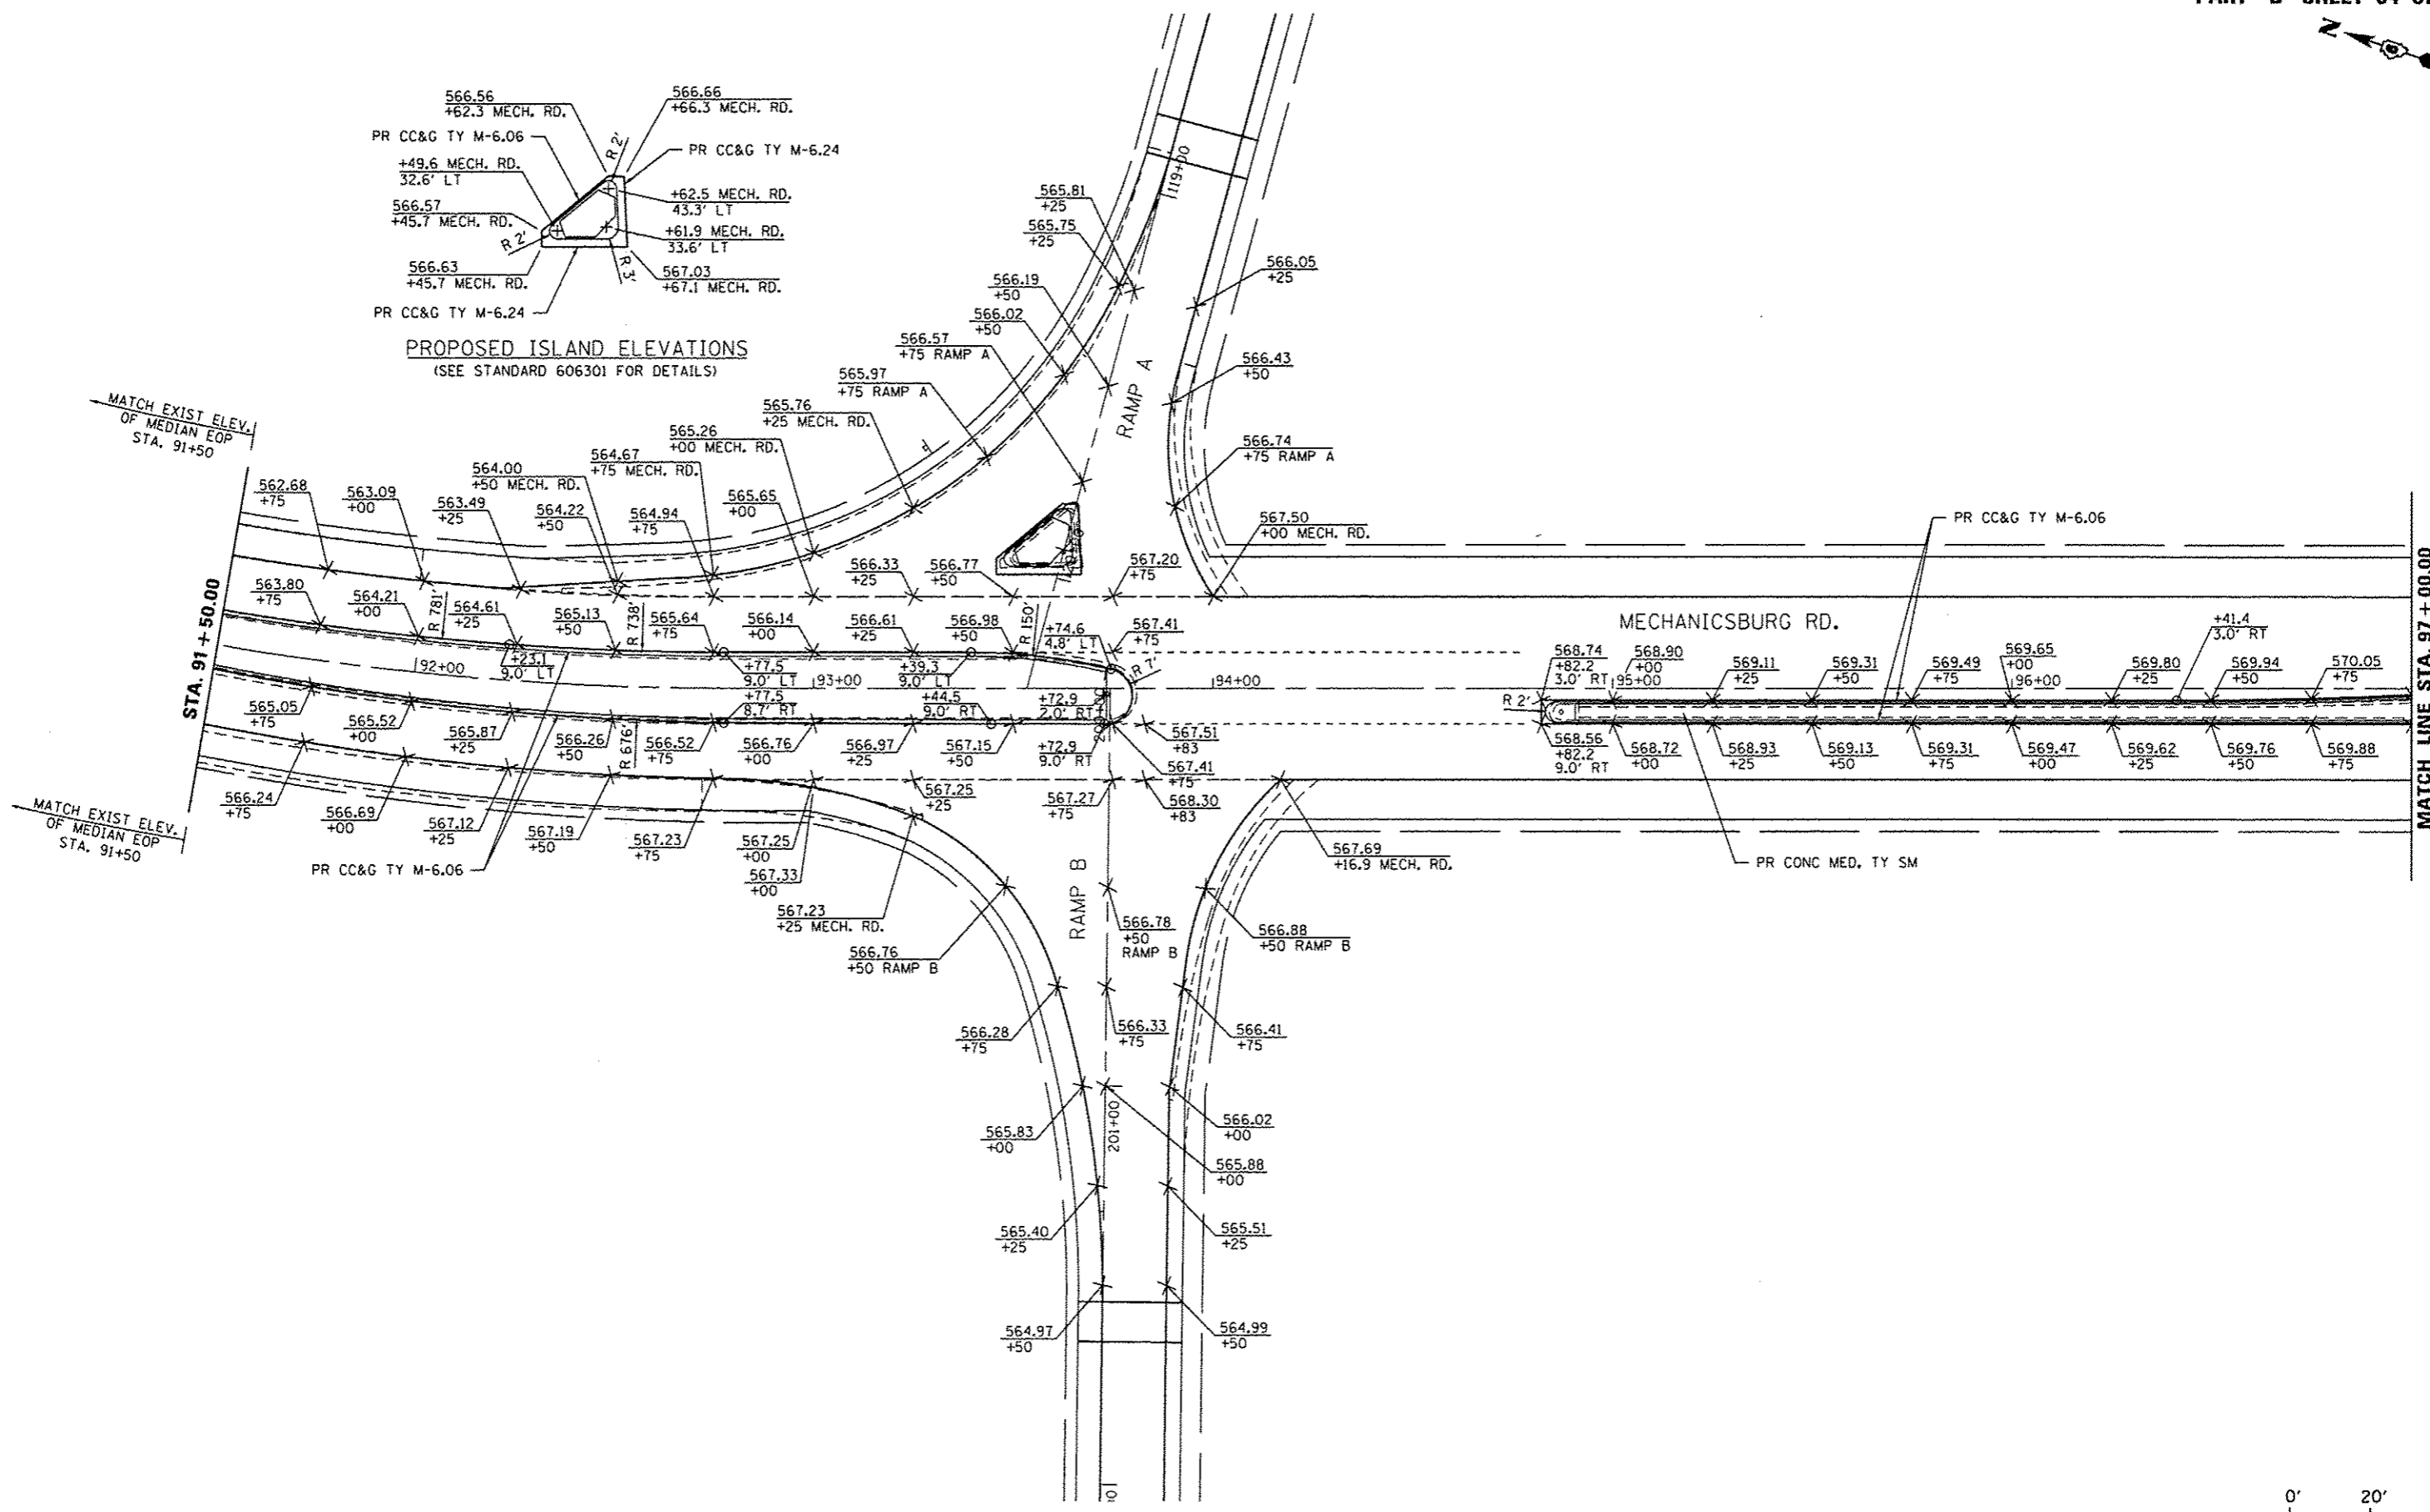 N
566.56
+62.3 MECH. RD.
566.66
+66.3 MECH. RD.
PR CC&G TY M-6.06
R 2'
PR CC&G TY M-6.24
+49.6 MECH. RD.
32.6' LT
+62.5 MECH. RD.
43.3' LT
566.57
+45.7 MECH. RD.
+61.9 MECH. RD.
33.6' LT
R 2'
R 3'
566.63
+45.7 MECH. RD.
567.03
+67.1 MECH. RD.
PR CC&G TY M-6.24
PROPOSED ISLAND ELEVATIONS
(SEE STANDARD 606301 FOR DETAILS)
119+00
565.81
+25
565.75
+25
566.19
+50
566.02
+50
566.57
+75 RAMP A
565.97
+75 RAMP A
566.05
+25
566.43
+50
RAMP A
566.74
+75 RAMP A
567.50
+00 MECH. RD.
MATCH EXIST ELEV.
OF MEDIAN EOP
STA. 91+50
565.76
+25 MECH. RD.
565.26
+00 MECH. RD.
564.67
+75 MECH. RD.
564.00
+50 MECH. RD.
562.68
+75
563.09
+00
563.49
+25
564.22
+50
564.94
+75
565.65
+00
566.33
+25
566.77
+50
567.20
+75
PR CC&G TY M-6.06
STA. 91 + 50.00
563.80
+75
564.21
+00
R 781'
564.61
+25
565.13
+50
R 738'
565.64
+75
566.14
+00
566.61
+25
566.98
+50
R 150'
+74.6
4.8' LT
567.41
+75
R 7'
MECHANICSBURG RD.
92+00
+23.1
9.0' LT
+77.5
9.0' LT
93+00
+39.3
9.0' LT
94+00
+77.5
8.7' RT
+44.5
9.0' RT
+72.9
2.0' RT
+72.9
9.0' RT
568.74
+82.2
3.0' RT
568.90
+00
95+00
569.11
+25
569.31
+50
569.49
+75
569.65
+00
96+00
569.80
+25
+41.4
3.0' RT
569.94
+50
570.05
+75
R 2'
MATCH LINE STA. 97 + 00.00
565.05
+75
565.52
+00
565.87
+25
566.26
+50
R 676'
566.52
+75
566.76
+00
566.97
+25
567.15
+50
567.51
+83
567.41
+75
568.56
+82.2
9.0' RT
568.72
+00
568.93
+25
569.13
+50
569.31
+75
569.47
+00
569.62
+25
569.76
+50
569.88
+75
MATCH EXIST ELEV.
OF MEDIAN EOP
STA. 91+50
566.24
+75
566.69
+00
567.12
+25
567.19
+50
567.23
+75
567.25
+00
567.33
+00
567.25
+25
567.27
+75
568.30
+83
PR CC&G TY M-6.06
567.23
+25 MECH. RD.
567.69
+16.9 MECH. RD.
PR CONC MED. TY SM
RAMP B
566.76
+50 RAMP B
566.78
+50
RAMP B
566.88
+50 RAMP B
566.28
+75
566.33
+75
566.41
+75
201+00
565.83
+00
566.02
+00
565.88
+00
565.40
+25
565.51
+25
564.97
+50
564.99
+50
0'
20'